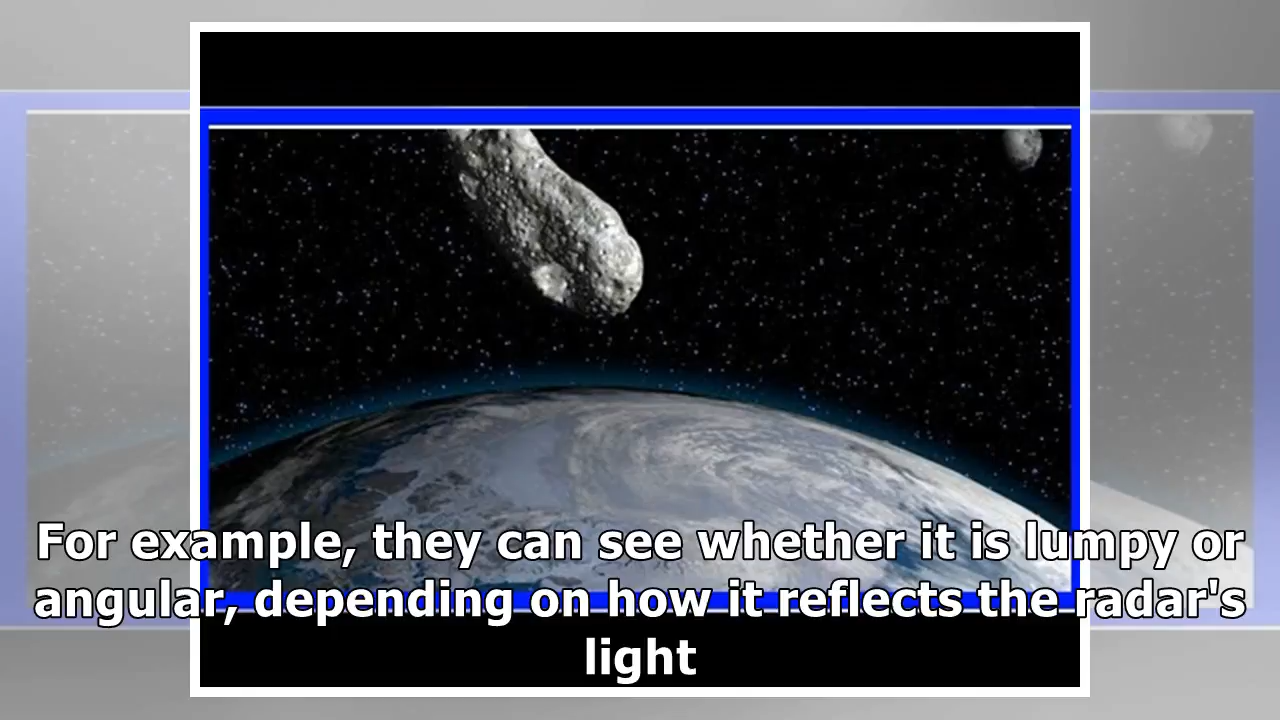 For example, they can see whether it is lumpy or
angular, depending on how it reflects the radar's
light